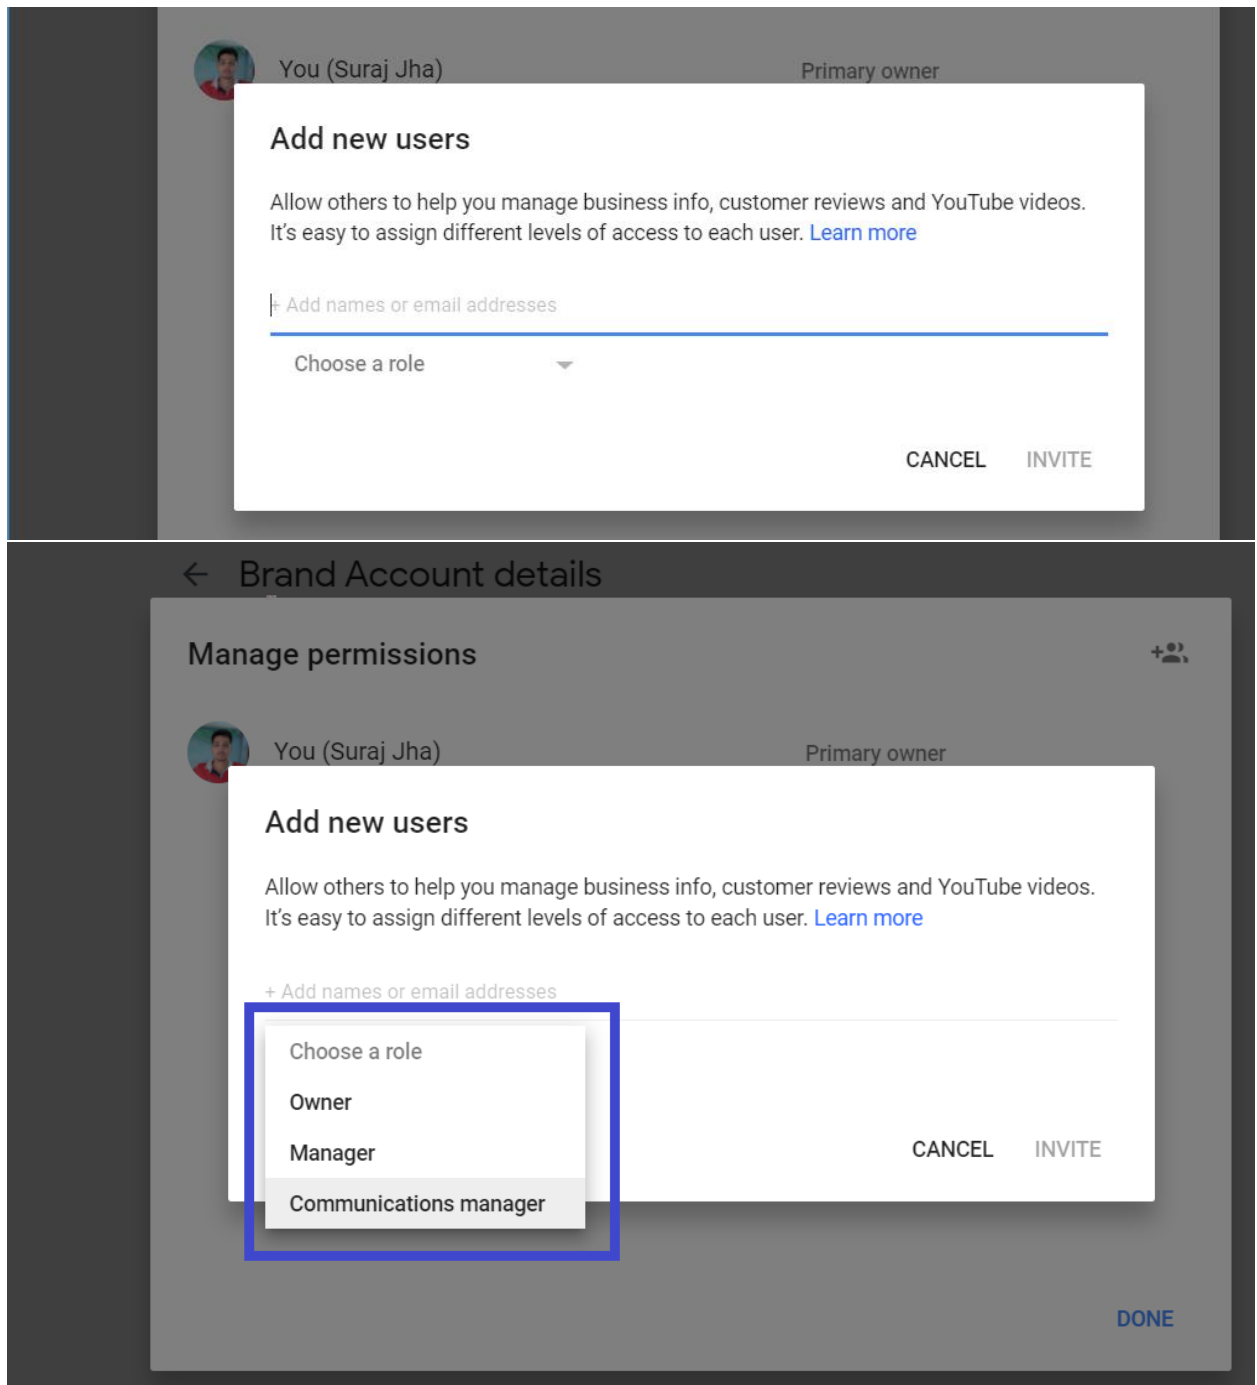 You (Suraj Jha)
Primary owner
Add new users
Allow others to help you manage business info, customer reviews and YouTube videos.
It's easy to assign different levels of access to each user. Learn more
+ Add names or email addresses
Choose a role
CANCEL
INVITE
Brand Account details
Manage permissions
You (Suraj Jha)
Primary owner
Add new users
Allow others to help you manage business info, customer reviews and YouTube videos.
It's easy to assign different levels of access to each user. Learn more
+ Add names or email addresses
Choose a role
Owner
Manager
Communications manager
CANCEL
INVITE
DONE